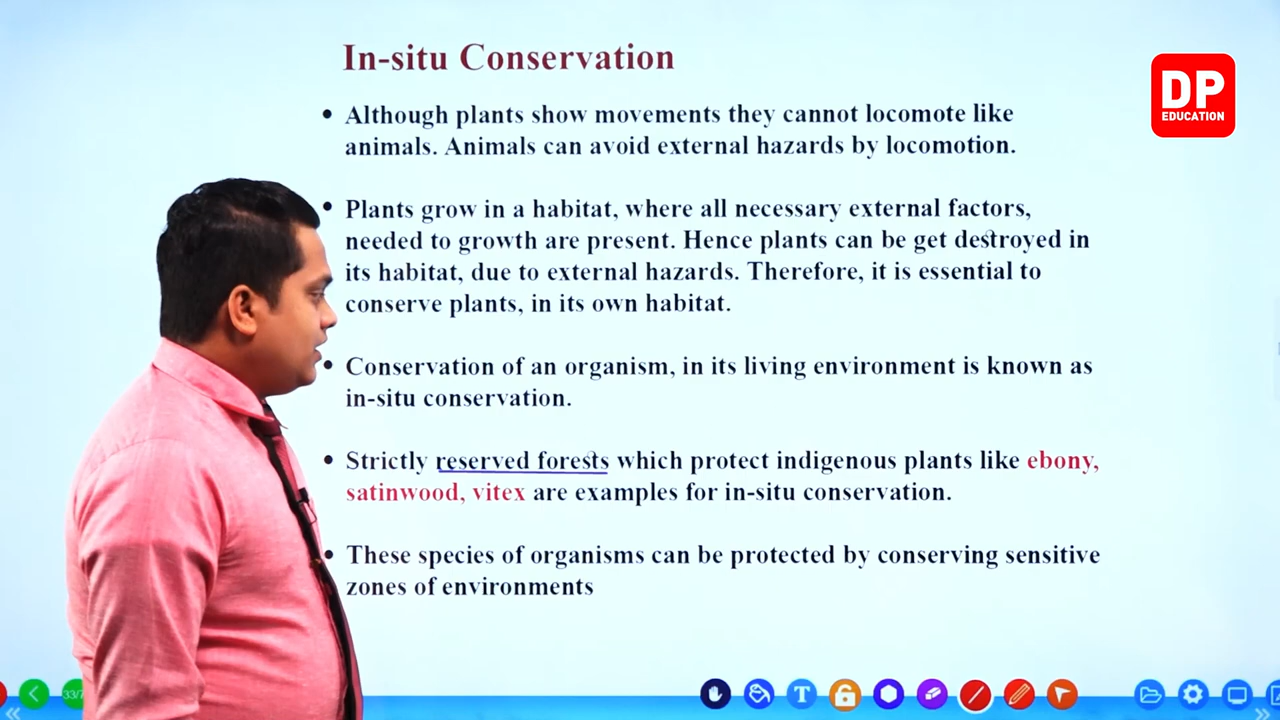 In-situ Conservation
DP
EDUCATION
• Although plants show movements they cannot locomote like
animals. Animals can avoid external hazards by locomotion.
• Plants grow in a habitat, where all necessary external factors,
needed to growth are present. Hence plants can be get destroyed in
its habitat, due to external hazards. Therefore, it is essential to
conserve plants, in its own habitat.
• Conservation of an organism, in its living environment is known as
in-situ conservation.
• Strictly reserved forests which protect indigenous plants like ebony,
satinwood, vitex are examples for in-situ conservation.
• These species of organisms can be protected by conserving sensitive
zones of environments
T